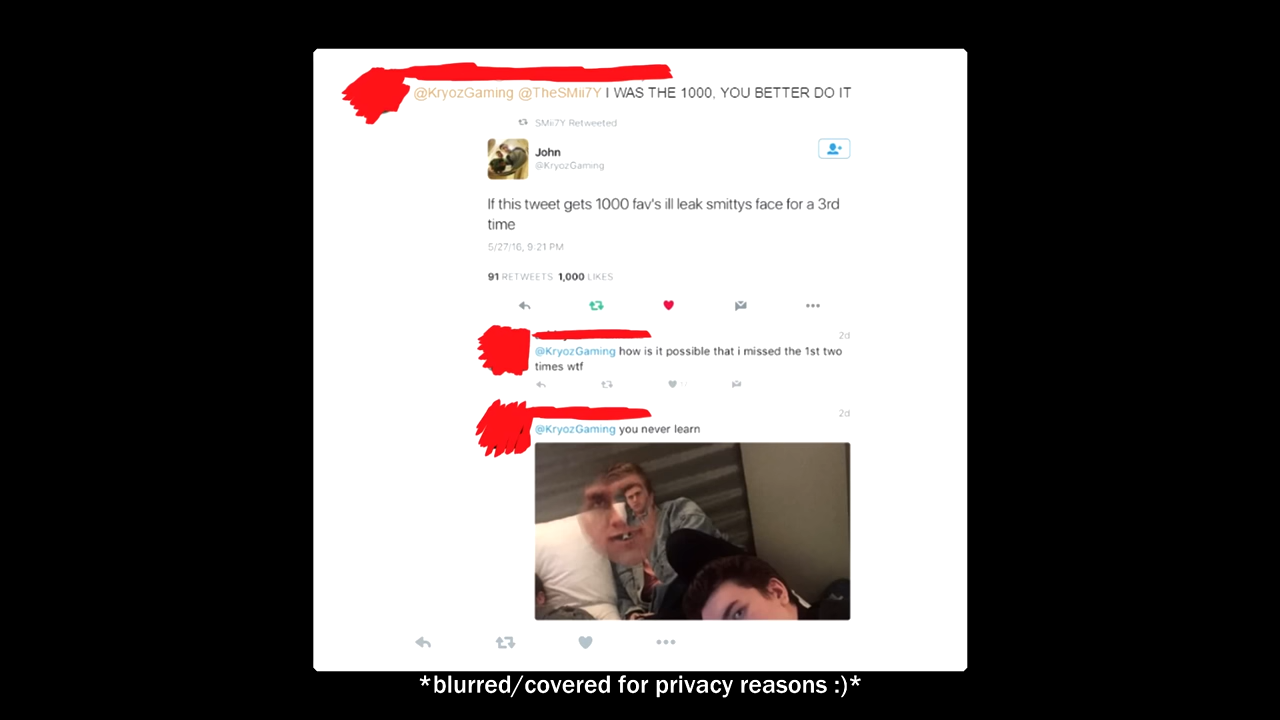 @KryozGaming @TheSMii7Y I WAS THE 1000, YOU BETTER DO IT
SMii7Y Retweeted
John
@KryozGaming
If this tweet gets 1000 fav's ill leak smittys face for a 3rd
time
5/27/16, 9:21 PM
91 RETWEETS 1,000 LIKES
2d
@KryozGaming how is it possible that i missed the 1st two
times wtf
2d
@KryozGaming you never learn
*blurred/covered for privacy reasons :)*